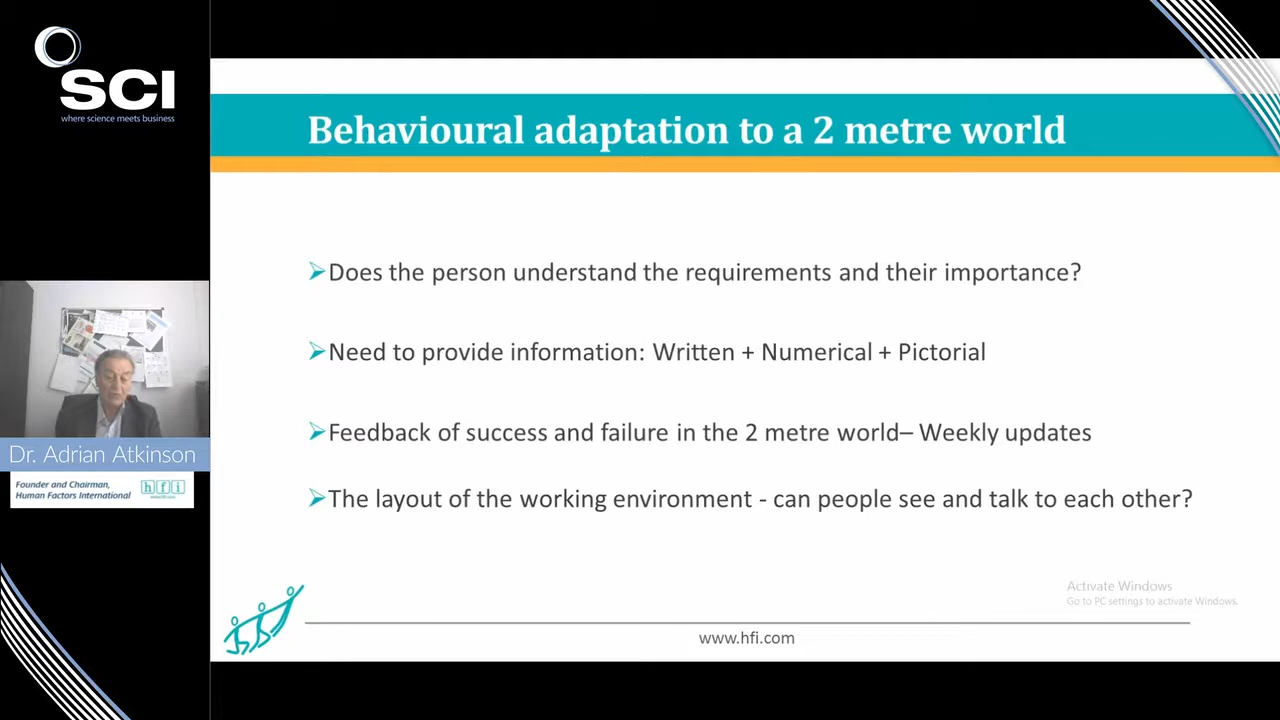 SCI
where science meets business
Behavioural adaptation to a 2 metre world
Does the person understand the requirements and their importance?
Need to provide information: Written + Numerical + Pictorial
Feedback of success and failure in the 2 metre world– Weekly updates
The layout of the working environment - can people see and talk to each other?
Dr. Adrian Atkinson
Founder and Chairman,
Human Factors International
hfi
www.hfi.com
Activate Windows
Go to PC settings to activate Windows.
www.hfi.com